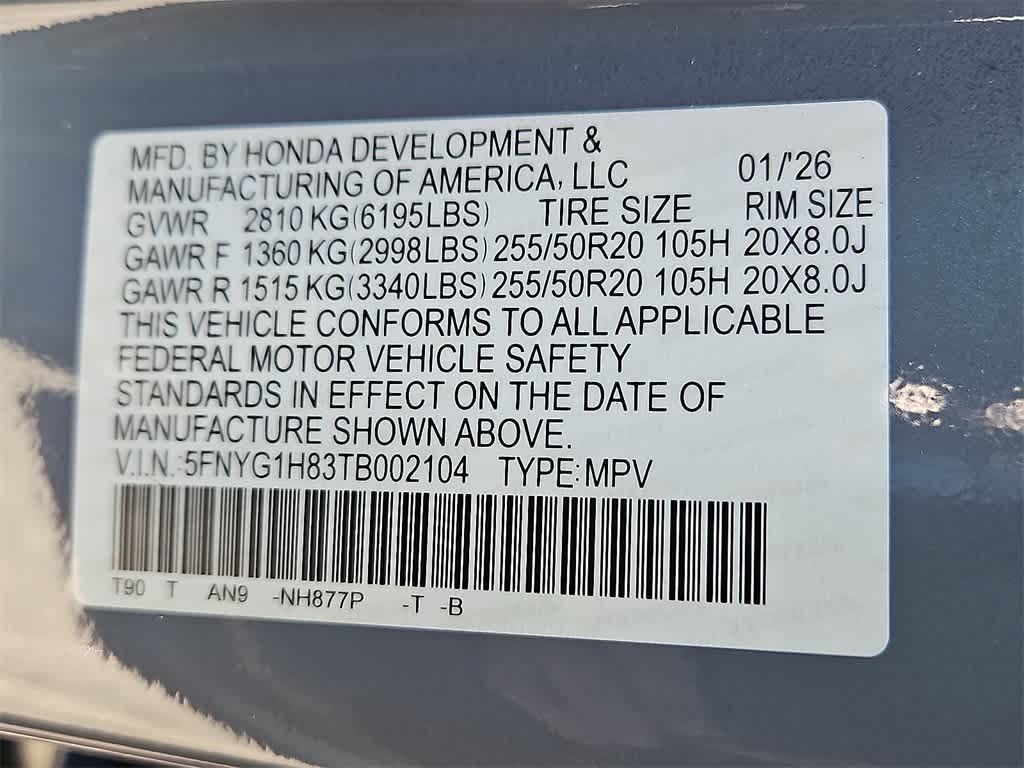 MFD. BY HONDA DEVELOPMENT &
MANUFACTURING OF AMERICA, LLC 01/'26
GVWR 2810 KG(6195LBS) TIRE SIZE RIM SIZE
GAWR F 1360 KG(2998LBS) 255/50R20 105H 20X8.0J
GAWR R 1515 KG(3340LBS) 255/50R20 105H 20X8.0J
THIS VEHICLE CONFORMS TO ALL APPLICABLE
FEDERAL MOTOR VEHICLE SAFETY
STANDARDS IN EFFECT ON THE DATE OF
MANUFACTURE SHOWN ABOVE.
V.I.N.:5FNYG1H83TB002104 TYPE:MPV
T90 T AN9 -NH877P -T -B